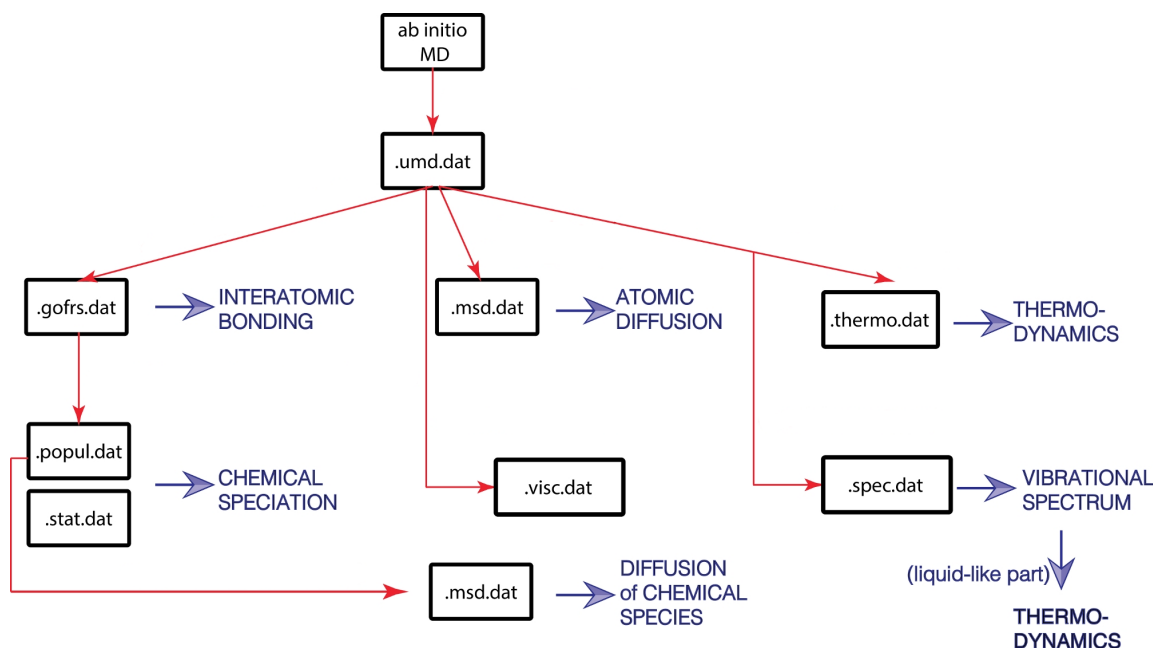 ab initio
MD
.umd.dat
.gofrs.dat
INTERATOMIC
BONDING
.msd.dat
ATOMIC
DIFFUSION
.thermo.dat
THERMO-
DYNAMICS
.popul.dat
.stat.dat
CHEMICAL
SPECIATION
.visc.dat
.spec.dat
VIBRATIONAL
SPECTRUM
.msd.dat
DIFFUSION
of CHEMICAL
SPECIES
(liquid-like part)
THERMO-
DYNAMICS